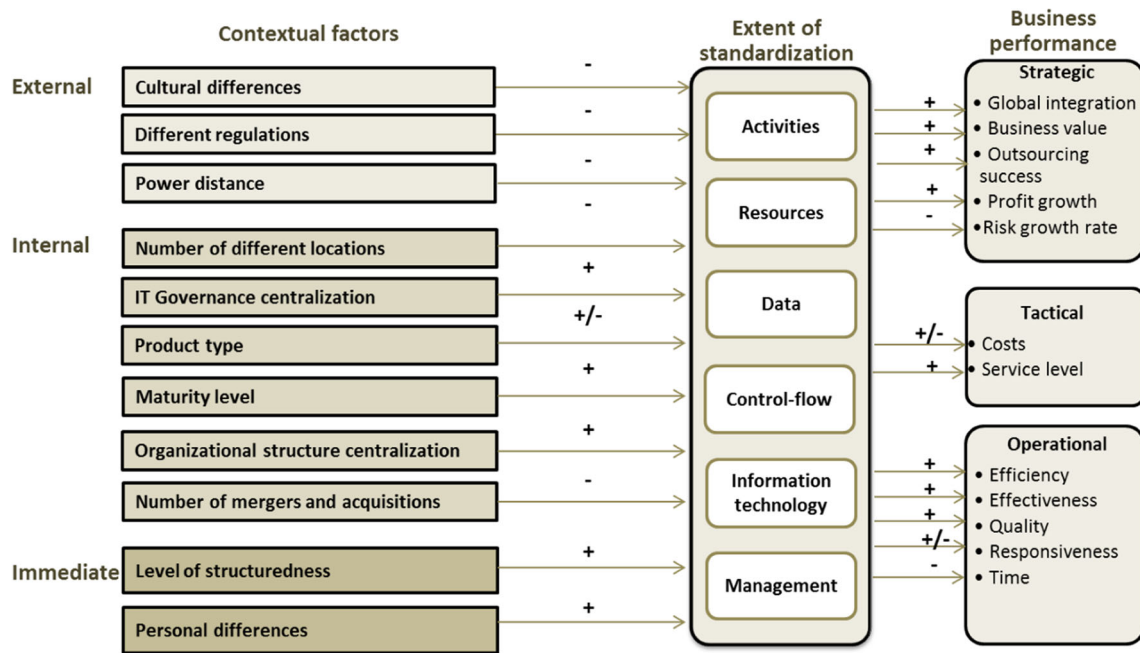 Contextual factors
Extent of
standardization
Business
performance
External
Cultural differences
-
Different regulations
-
Power distance
-
Internal
Number of different locations
-
IT Governance centralization
+
Product type
+/-
Maturity level
+
Organizational structure centralization
+
Number of mergers and acquisitions
-
Immediate
Level of structuredness
+
Personal differences
+
Activities
Resources
Data
Control-flow
Information
technology
Management
Strategic
+
• Global integration
+
• Business value
+
• Outsourcing
success
+
• Profit growth
-
•Risk growth rate
Tactical
+/-
• Costs
+
• Service level
Operational
+
• Efficiency
+
• Effectiveness
+
• Quality
+/-
• Responsiveness
-
• Time